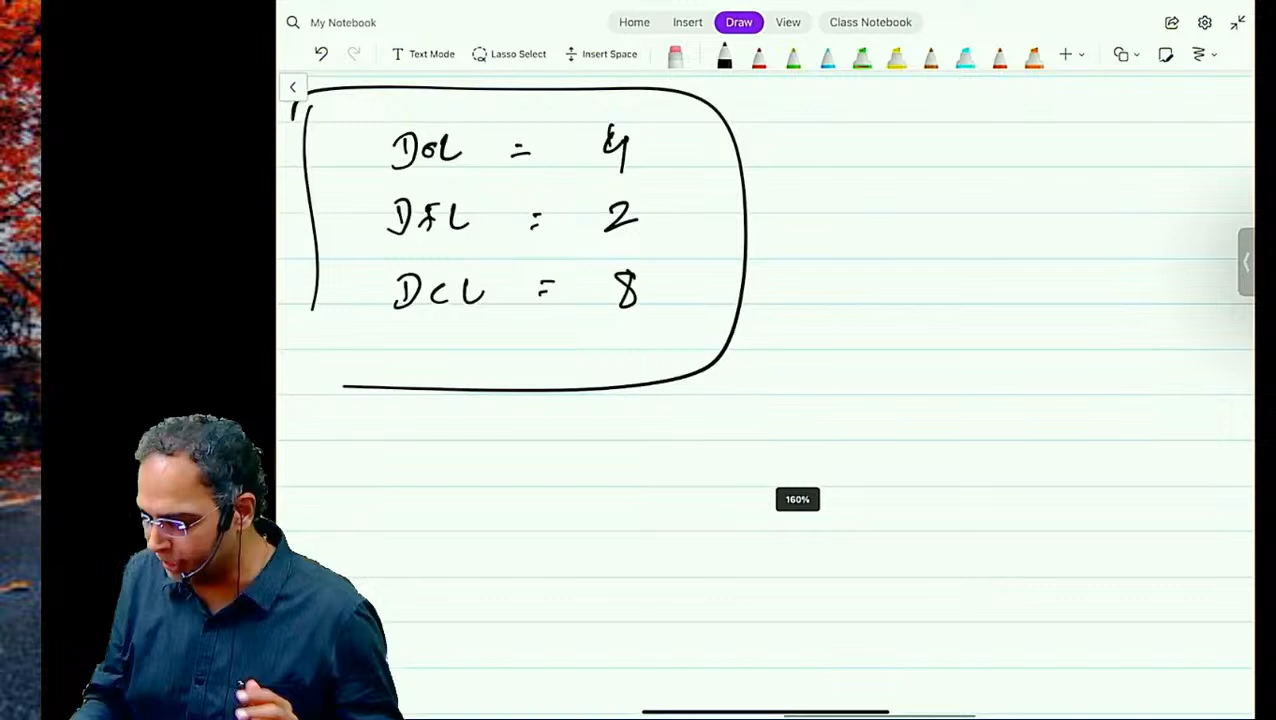 My Notebook
Home Insert Draw View Class Notebook
Text Mode Lasso Select Insert Space
DOL = 4
DFL = 2
DCL = 8
160%